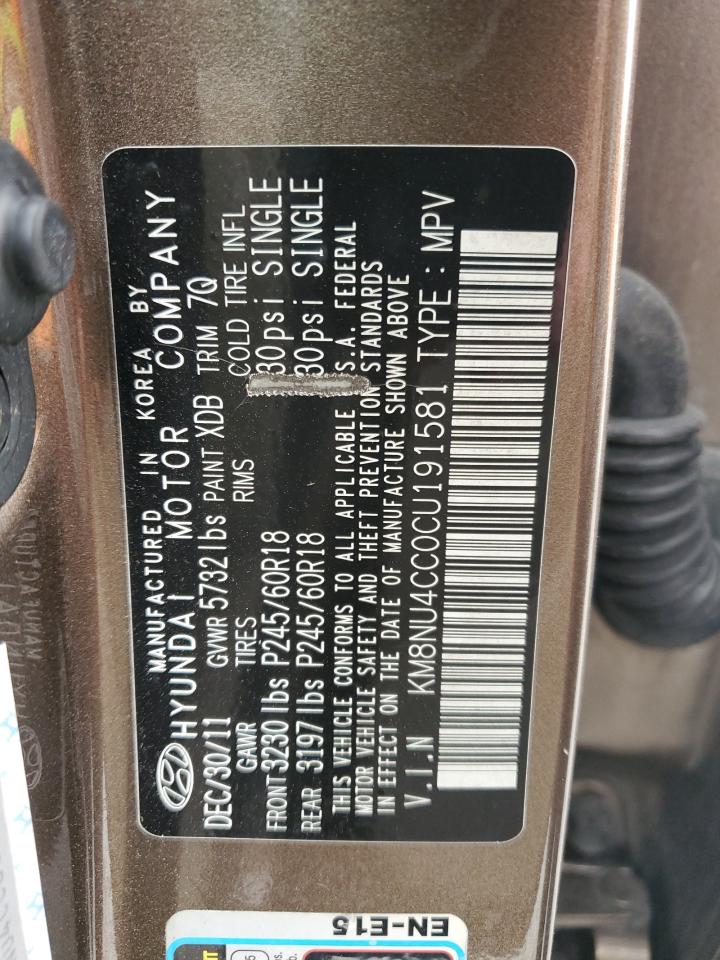 MANUFACTURED IN KOREA BY
HYUNDAI MOTOR COMPANY
DEC/30/11 GVWR 5732 lbs PAINT XDB TRIM 7Q
GAWR TIRES RIMS COLD TIRE INFL
FRONT 3230 lbs P245/60R18 30psi SINGLE
REAR 3197 lbs P245/60R18 30psi SINGLE
THIS VEHICLE CONFORMS TO ALL APPLICABLE S.A. FEDERAL
MOTOR VEHICLE SAFETY AND THEFT PREVENTION STANDARDS
IN EFFECT ON THE DATE OF MANUFACTURE SHOWN ABOVE
V.I.N KM8NU4CC0CU191581 TYPE : MPV
EN-E15